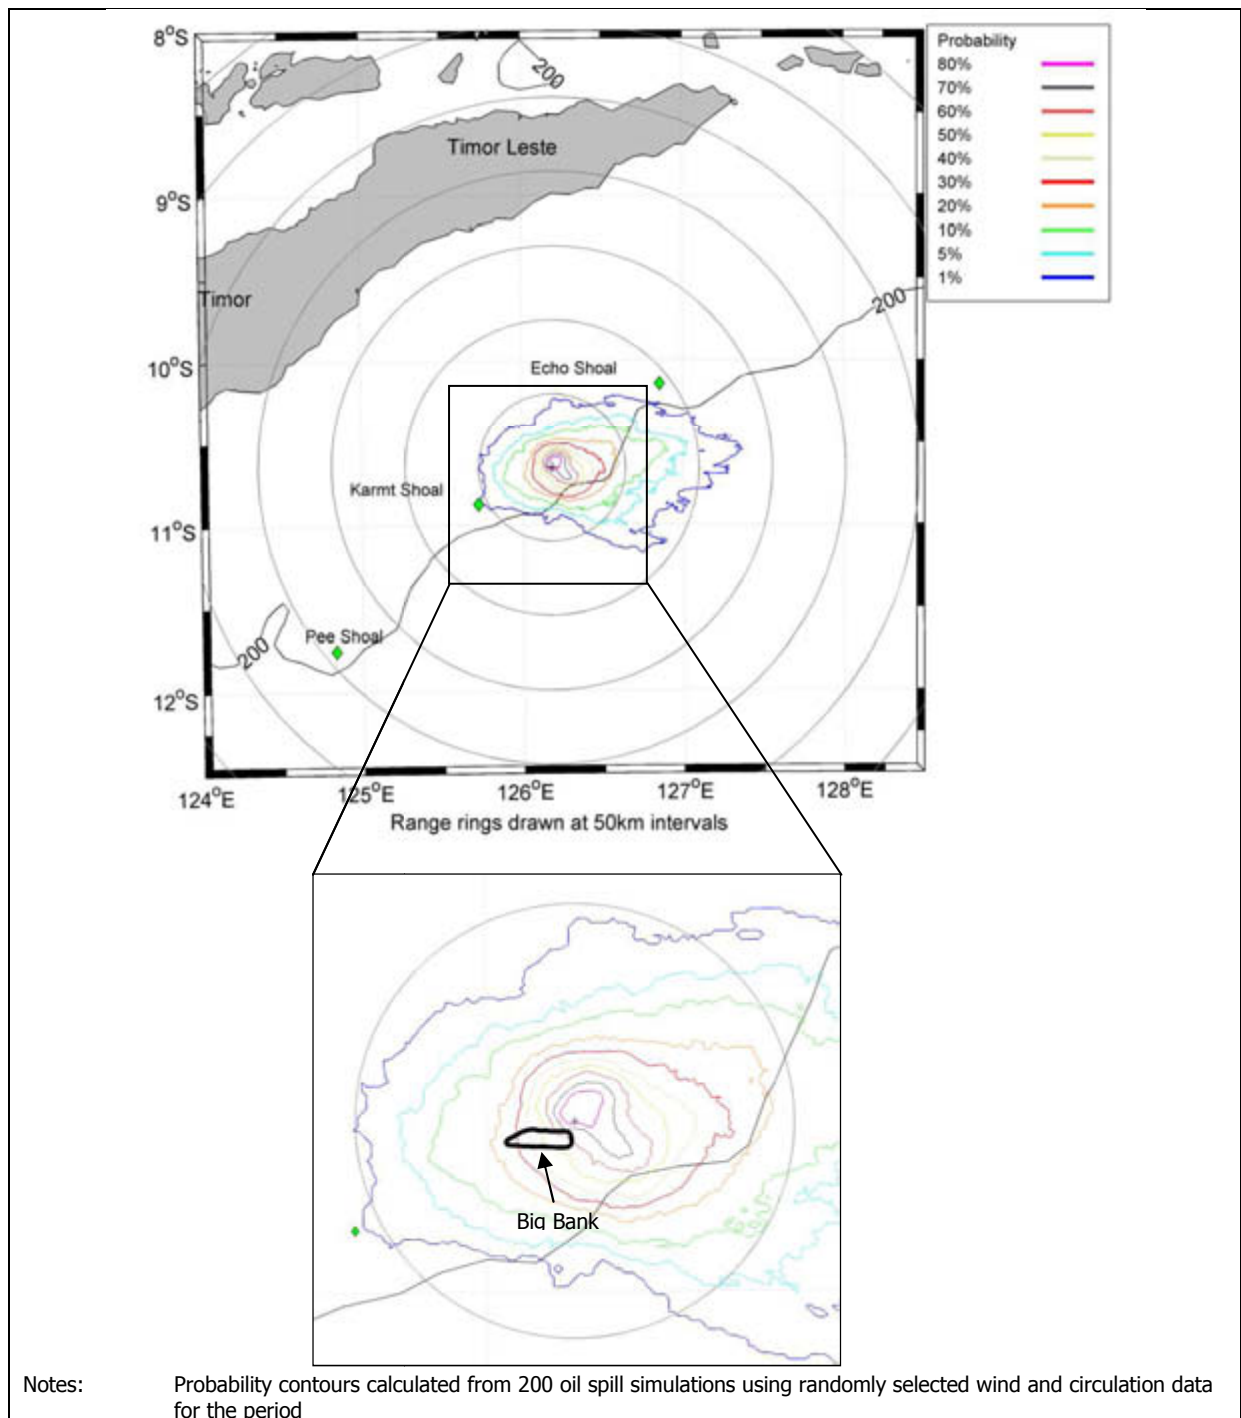 8°S
Probability
80%
70%
60%
50%
40%
30%
20%
10%
5%
1%
200
Timor Leste
9°S
Timor
200
10°S
Echo Shoal
Karmt Shoal
11°S
Pee Shoal
200
12°S
124°E
125°E
126°E
127°E
128°E
Range rings drawn at 50km intervals
Big Bank
Notes: Probability contours calculated from 200 oil spill simulations using randomly selected wind and circulation data
for the period